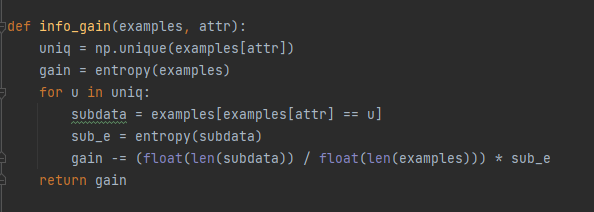 def info_gain(examples, attr):
    uniq = np.unique(examples[attr])
    gain = entropy(examples)
    for u in uniq:
        subdata = examples[examples[attr] == u]
        sub_e = entropy(subdata)
        gain -= (float(len(subdata)) / float(len(examples))) * sub_e
    return gain